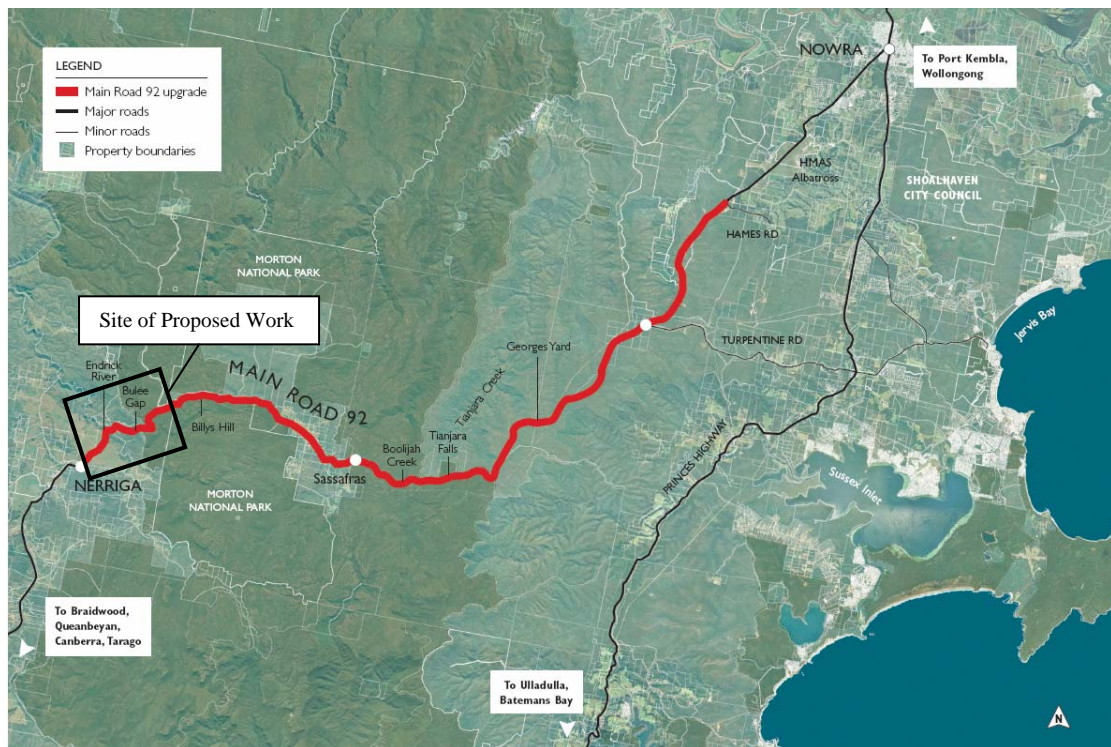 LEGEND
Main Road 92 upgrade
Major roads
Minor roads
Property boundaries
NOWRA
To Port Kembla,
Wollongong
HMAS
Albatross
SHOALHAVEN
CITY COUNCIL
HAMES RD
MORTON
NATIONAL PARK
Site of Proposed Work
Jervis Bay
Georges Yard
TURPENTINE RD
Endrick
River
Bulee
Gap
MAIN ROAD 92
Tianjara Creek
Billys Hill
Boolijah
Creek
Tianjara
Falls
PRINCES HIGHWAY
Sassafras
NERRIGA
MORTON
NATIONAL PARK
Sussex Inlet
To Braidwood,
Queanbeyan,
Canberra, Tarago
To Ulladulla,
Batemans Bay
N